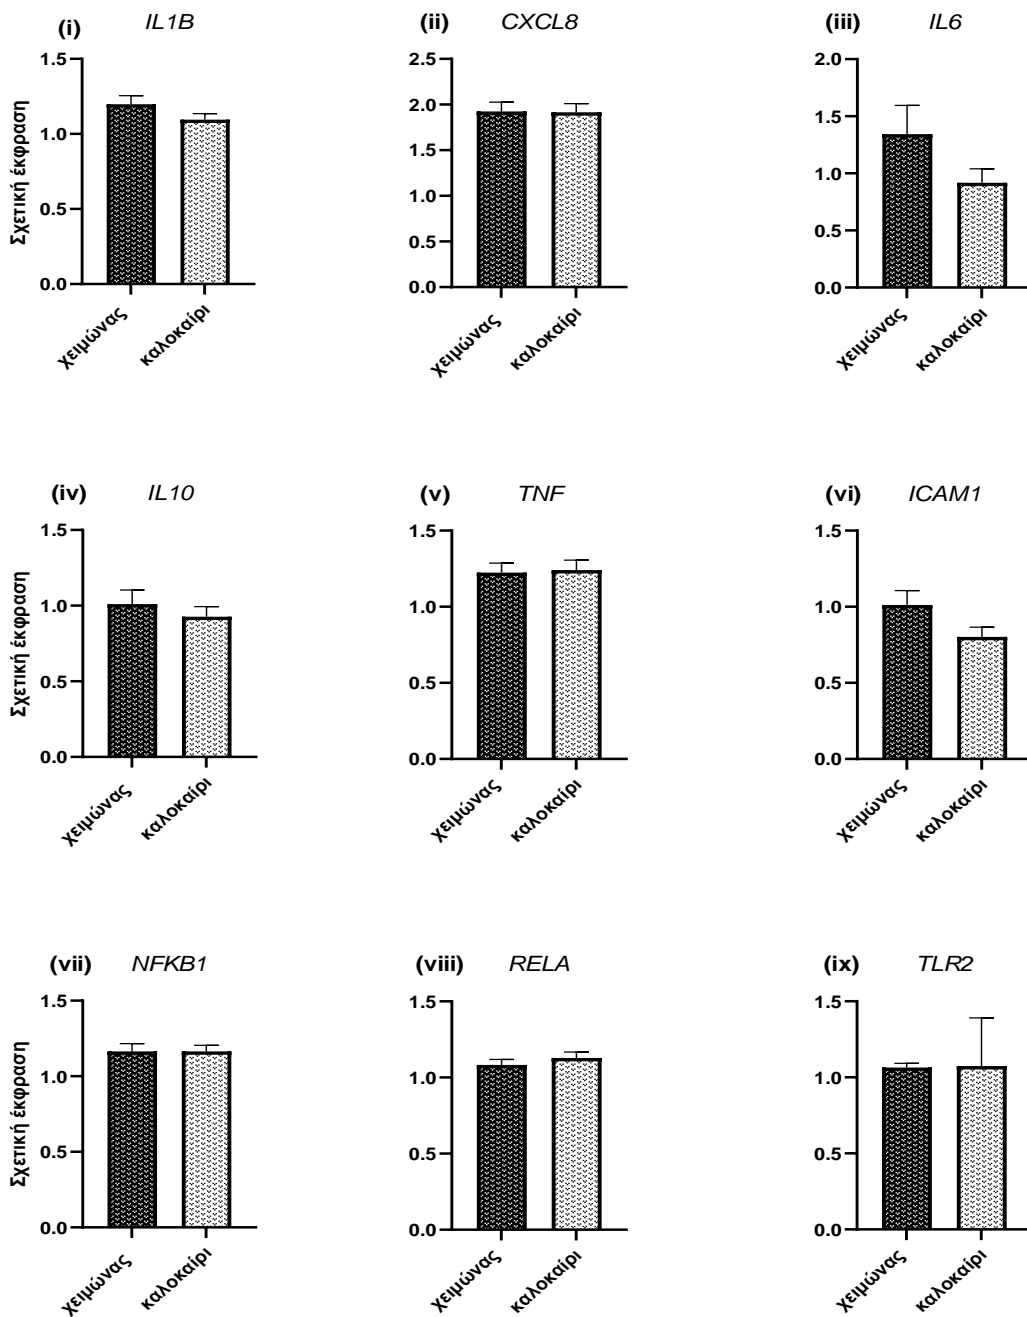 (i) IL1B
1.5
1.0
0.5
0.0
Σχετική έκφραση
χειμώνας
καλοκαίρι
(ii) CXCL8
2.5
2.0
1.5
1.0
0.5
0.0
χειμώνας
καλοκαίρι
(iii) IL6
2.0
1.5
1.0
0.5
0.0
χειμώνας
καλοκαίρι
(iv) IL10
1.5
1.0
0.5
0.0
Σχετική έκφραση
χειμώνας
καλοκαίρι
(v) TNF
1.5
1.0
0.5
0.0
χειμώνας
καλοκαίρι
(vi) ICAM1
1.5
1.0
0.5
0.0
χειμώνας
καλοκαίρι
(vii) NFKB1
1.5
1.0
0.5
0.0
Σχετική έκφραση
χειμώνας
καλοκαίρι
(viii) RELA
1.5
1.0
0.5
0.0
χειμώνας
καλοκαίρι
(ix) TLR2
1.5
1.0
0.5
0.0
χειμώνας
καλοκαίρι